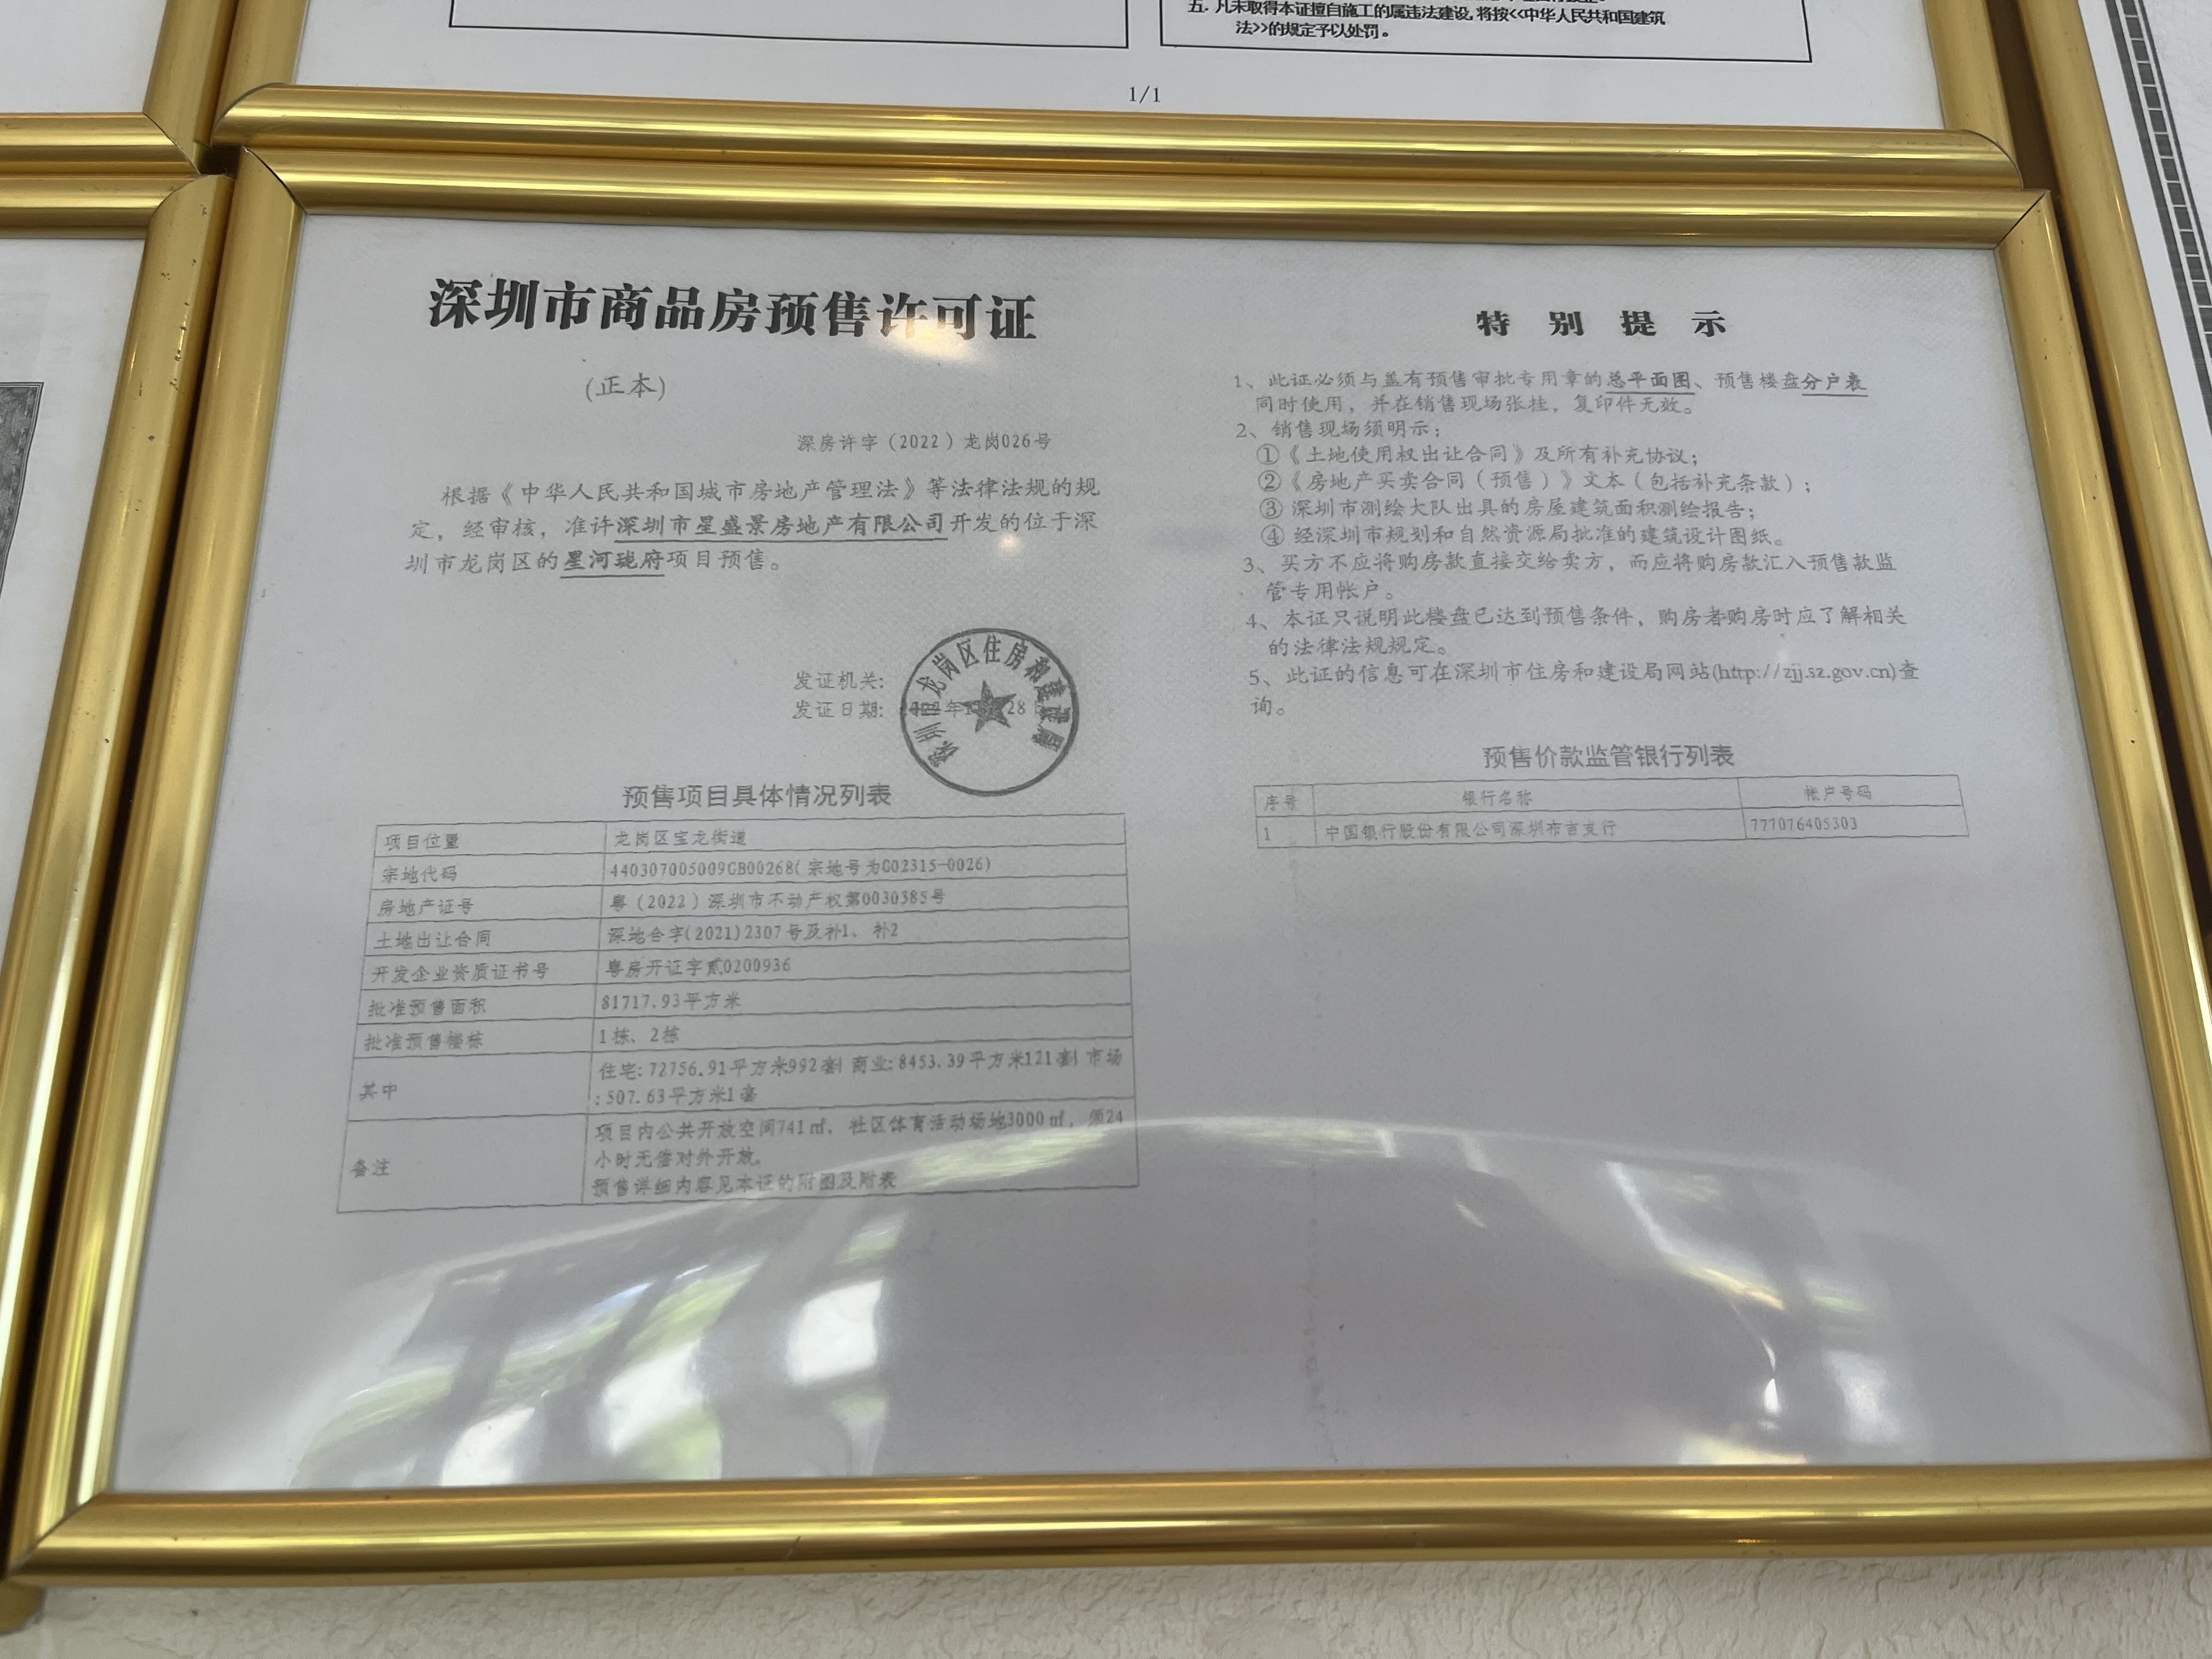 五. 凡未取得本证擅自施工的属违法建设,将按<<中华人民共和国建筑
法>>的规定予以处罚。
1/1
深圳市商品房预售许可证
(正本)
深房许字（2022）龙岗026号
根据《中华人民共和国城市房地产管理法》等法律法规的规
定，经审核，准许深圳市星盛景房地产有限公司开发的位于深
圳市龙岗区的星河珑府项目预售。
发证机关:
发证日期: 2022年 28日
深圳市龙岗区住房和建设局
预售项目具体情况列表
项目位置 龙岗区宝龙街道
宗地代码 440307005009GB00268(宗地号为G02315-0026)
房地产证号 粤（2022）深圳市不动产权第0030385号
土地出让合同 深地合字(2021)2307号及补1、补2
开发企业资质证书号 粤房开证字贰0200936
批准预售面积 81717.93平方米
批准预售楼栋 1栋、2栋
其中 住宅:72756.91平方米992套| 商业:8453.39平方米121套| 市场
:507.63平方米1套
备注 项目内公共开放空间741㎡、社区体育活动场地3000㎡，须24
小时无偿对外开放。
预售详细内容见本证的附图及附表
特别提示
1、此证必须与盖有预售审批专用章的总平面图、预售楼盘分户表
同时使用，并在销售现场张挂，复印件无效。
2、销售现场须明示：
①《土地使用权出让合同》及所有补充协议；
②《房地产买卖合同（预售）》文本（包括补充条款）；
③ 深圳市测绘大队出具的房屋建筑面积测绘报告；
④ 经深圳市规划和自然资源局批准的建筑设计图纸。
3、买方不应将购房款直接交给卖方，而应将购房款汇入预售款监
管专用帐户。
4、本证只说明此楼盘已达到预售条件，购房者购房时应了解相关
的法律法规规定。
5、此证的信息可在深圳市住房和建设局网站(http://zjj.sz.gov.cn)查
询。
预售价款监管银行列表
序号 银行名称 帐户号码
1 中国银行股份有限公司深圳布吉支行 777076405303